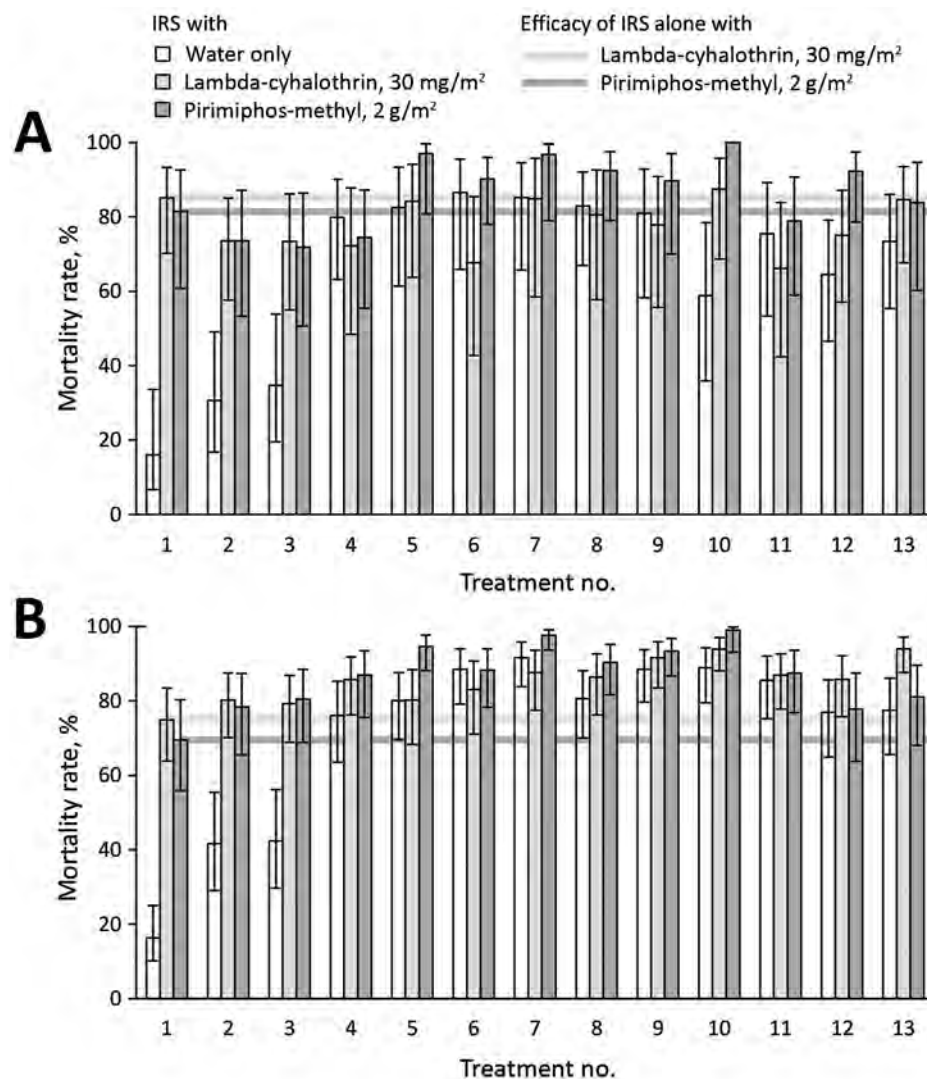 IRS with
Water only
Lambda-cyhalothrin, 30 mg/m²
Pirimiphos-methyl, 2 g/m²
Efficacy of IRS alone with
Lambda-cyhalothrin, 30 mg/m²
Pirimiphos-methyl, 2 g/m²
A
Mortality rate, %
100
80
60
40
20
0
1 2 3 4 5 6 7 8 9 10 11 12 13
Treatment no.
B
Mortality rate, %
100
80
60
40
20
0
1 2 3 4 5 6 7 8 9 10 11 12 13
Treatment no.